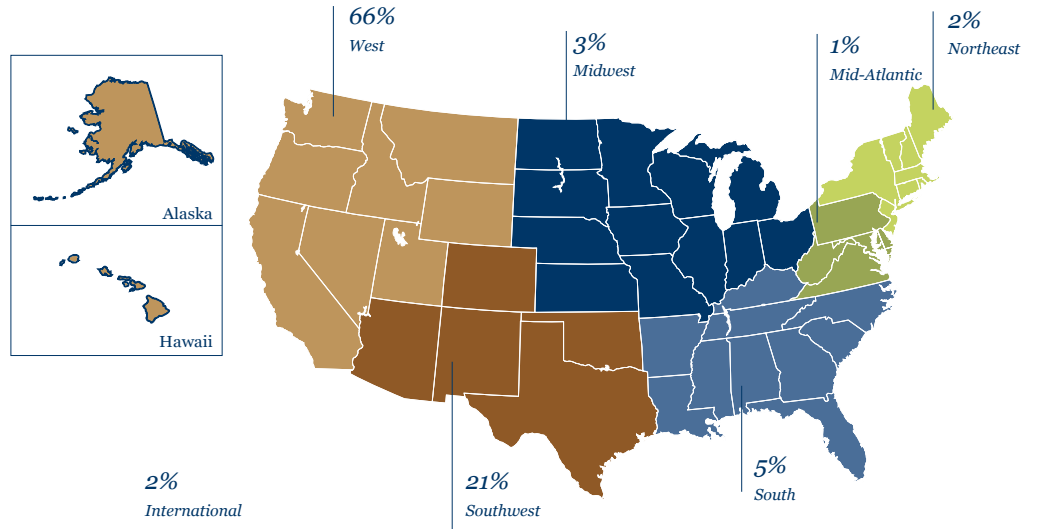 66%
West
3%
Midwest
1%
Mid-Atlantic
2%
Northeast
Alaska
Hawaii
2%
International
21%
Southwest
5%
South